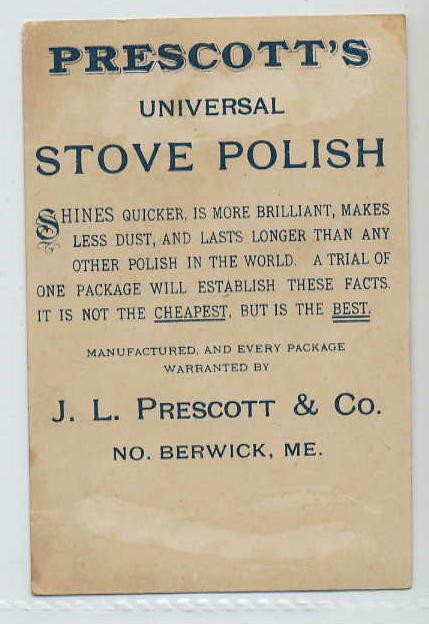 PRESCOTT'S
UNIVERSAL
STOVE POLISH
SHINES QUICKER, IS MORE BRILLIANT, MAKES
LESS DUST, AND LASTS LONGER THAN ANY
OTHER POLISH IN THE WORLD. A TRIAL OF
ONE PACKAGE WILL ESTABLISH THESE FACTS.
IT IS NOT THE CHEAPEST, BUT IS THE BEST.
MANUFACTURED, AND EVERY PACKAGE
WARRANTED BY
J. L. PRESCOTT & CO.
NO. BERWICK, ME.